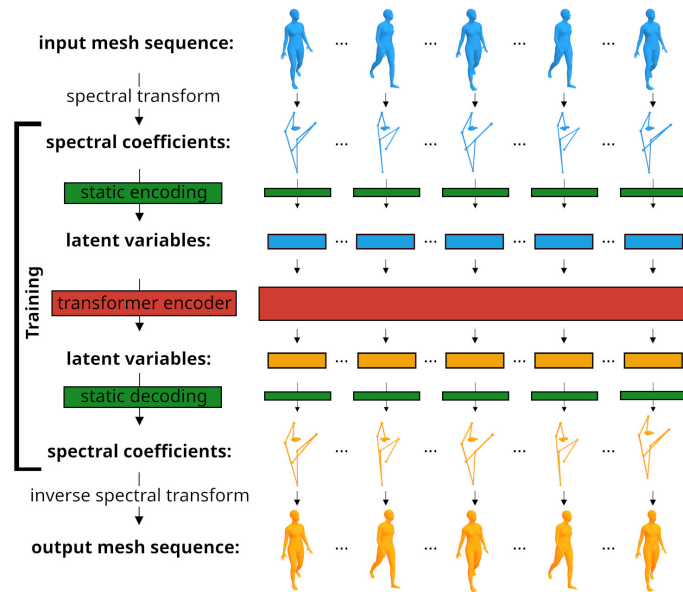 input mesh sequence:
spectral transform
spectral coefficients:
static encoding
latent variables:
Training
transformer encoder
latent variables:
static decoding
spectral coefficients:
inverse spectral transform
output mesh sequence: